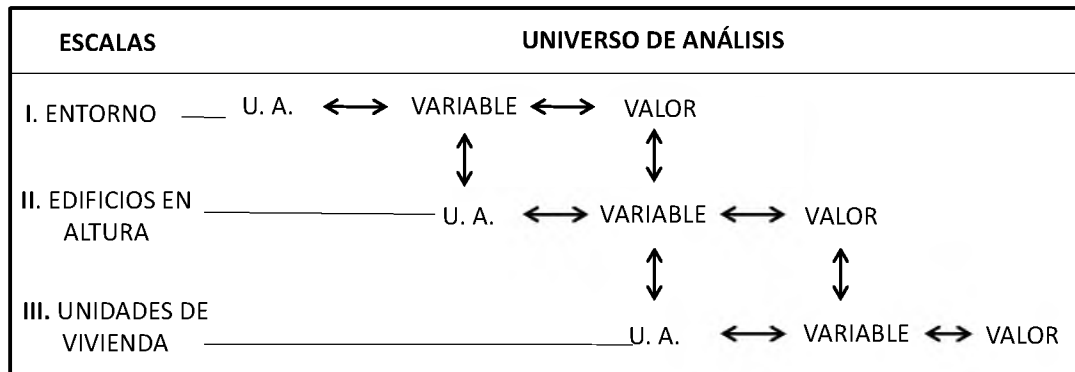 ESCALAS UNIVERSO DE ANÁLISIS
I. ENTORNO U. A. VARIABLE VALOR
II. EDIFICIOS EN
ALTURA
U. A. VARIABLE VALOR
III. UNIDADES DE
VIVIENDA
U. A. VARIABLE VALOR